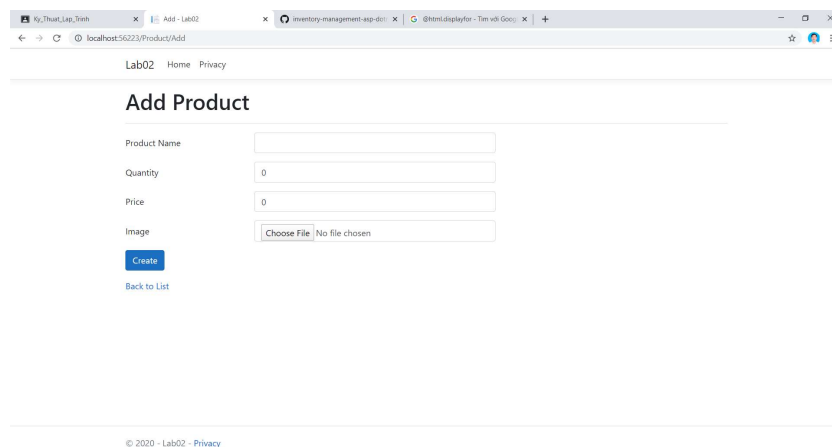 Ky_Thuat_Lap_Trinh
Add - Lab02
inventory-management-asp-dotn
@html.displayfor - Tìm với Goog
localhost:56223/Product/Add
Lab02 Home Privacy
Add Product
Product Name
Quantity 0
Price 0
Image Choose File No file chosen
Create
Back to List
© 2020 - Lab02 - Privacy